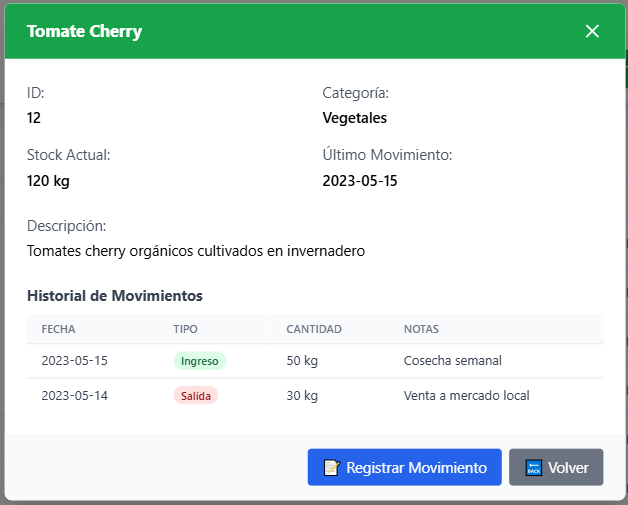 Tomate Cherry
ID: Categoría:
12 Vegetales
Stock Actual: Último Movimiento:
120 kg 2023-05-15
Descripción:
Tomates cherry orgánicos cultivados en invernadero
Historial de Movimientos
FECHA TIPO CANTIDAD NOTAS
2023-05-15 Ingreso 50 kg Cosecha semanal
2023-05-14 Salida 30 kg Venta a mercado local
Registrar Movimiento BACK Volver